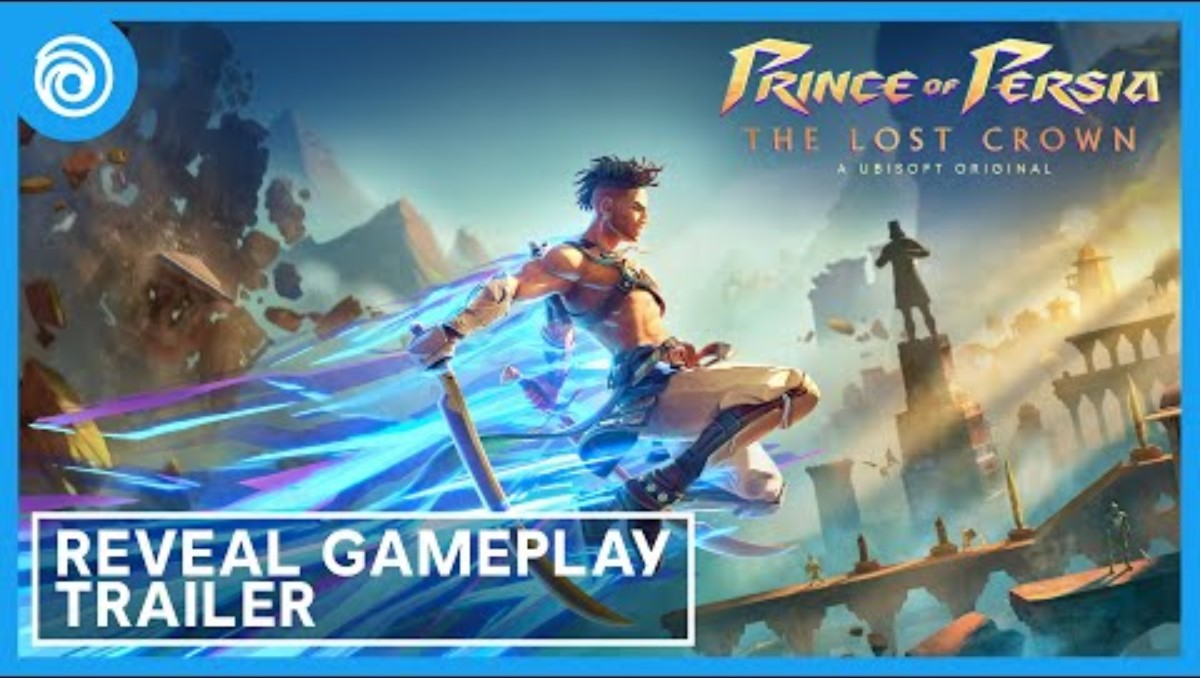 PRINCE OF PERSIA
THE LOST CROWN
A UBISOFT ORIGINAL
REVEAL GAMEPLAY
TRAILER